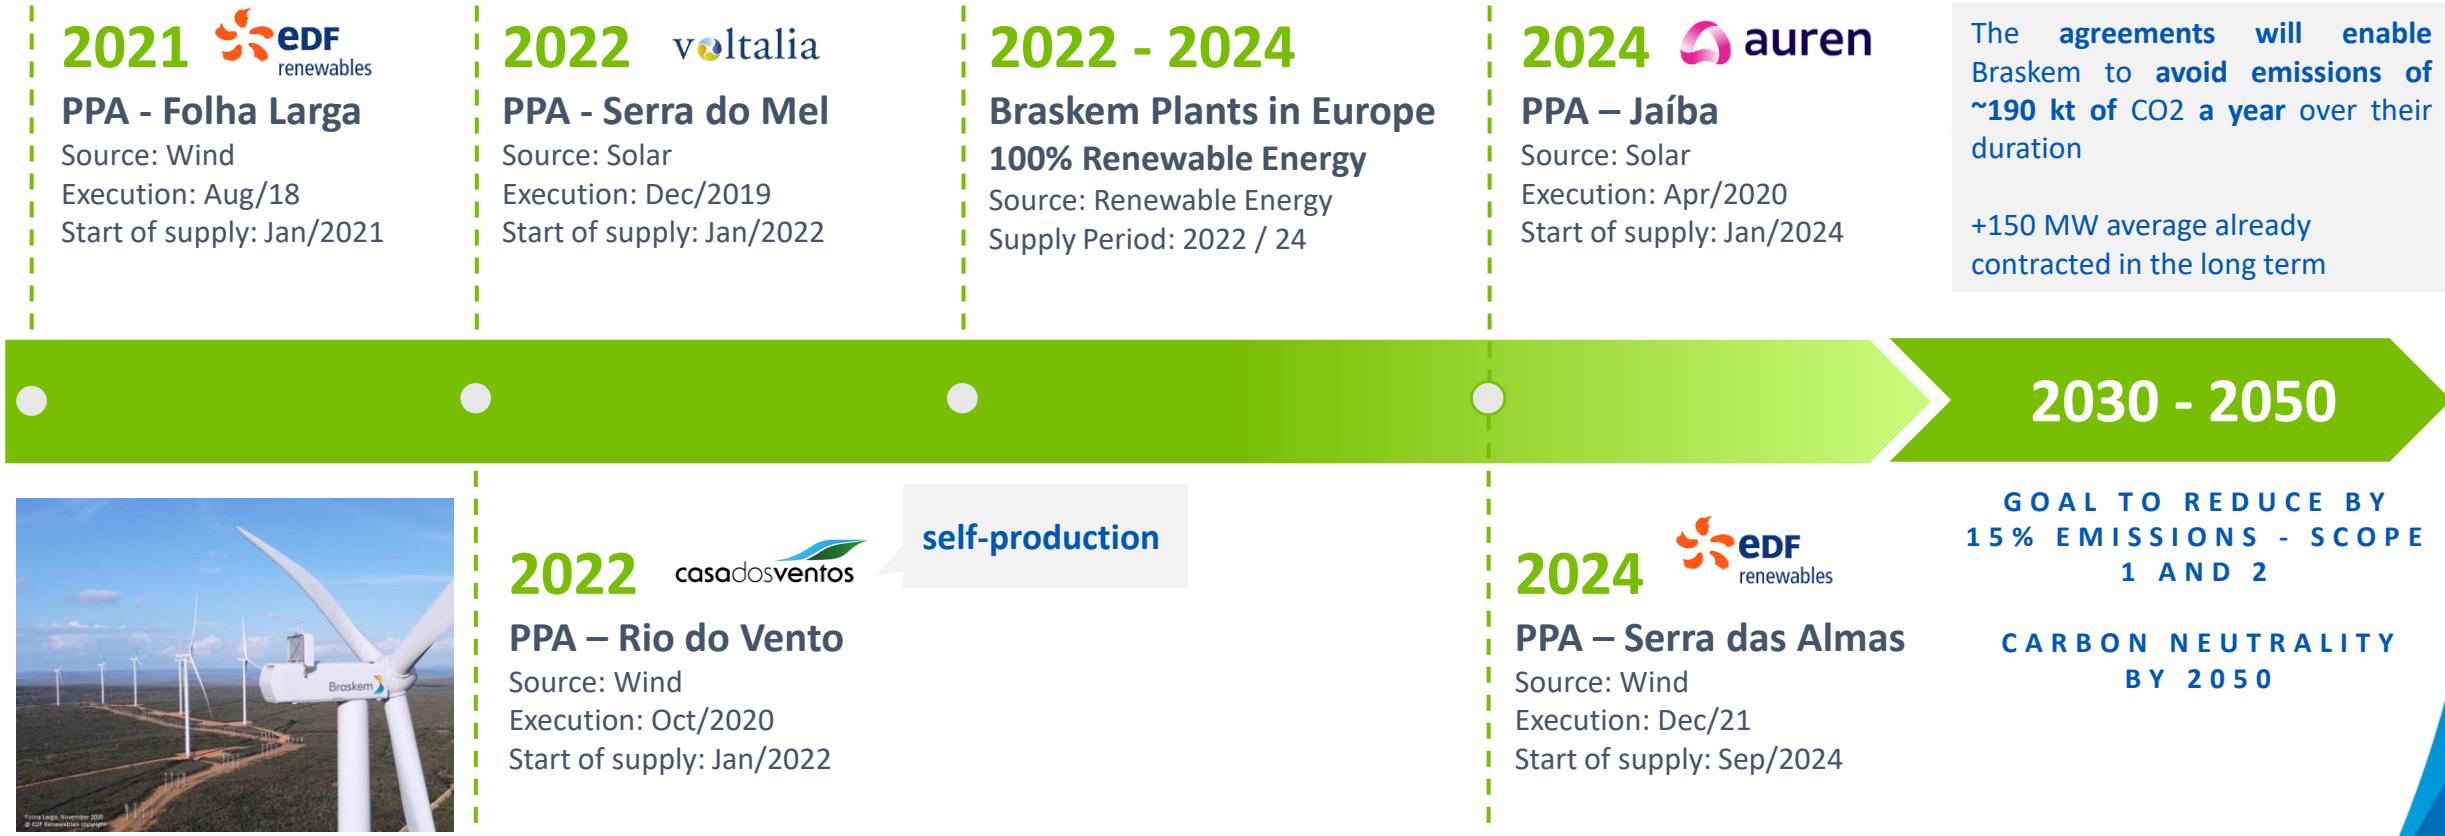 2021
eDF
renewables
PPA - Folha Larga
Source: Wind
Execution: Aug/18
Start of supply: Jan/2021
2022
voltalia
PPA - Serra do Mel
Source: Solar
Execution: Dec/2019
Start of supply: Jan/2022
2022 - 2024
Braskem Plants in Europe
100% Renewable Energy
Source: Renewable Energy
Supply Period: 2022 / 24
2024
auren
PPA – Jaíba
Source: Solar
Execution: Apr/2020
Start of supply: Jan/2024
The agreements will enable
Braskem to avoid emissions of
~190 kt of CO2 a year over their
duration
+150 MW average already
contracted in the long term
2030 - 2050
Braskem
Folha Larga, November 2020
@ EDF Renewables copyright
2022
casadosventos
self-production
PPA – Rio do Vento
Source: Wind
Execution: Oct/2020
Start of supply: Jan/2022
2024
eDF
renewables
PPA – Serra das Almas
Source: Wind
Execution: Dec/21
Start of supply: Sep/2024
GOAL TO REDUCE BY
15% EMISSIONS - SCOPE
1 AND 2
CARBON NEUTRALITY
BY 2050